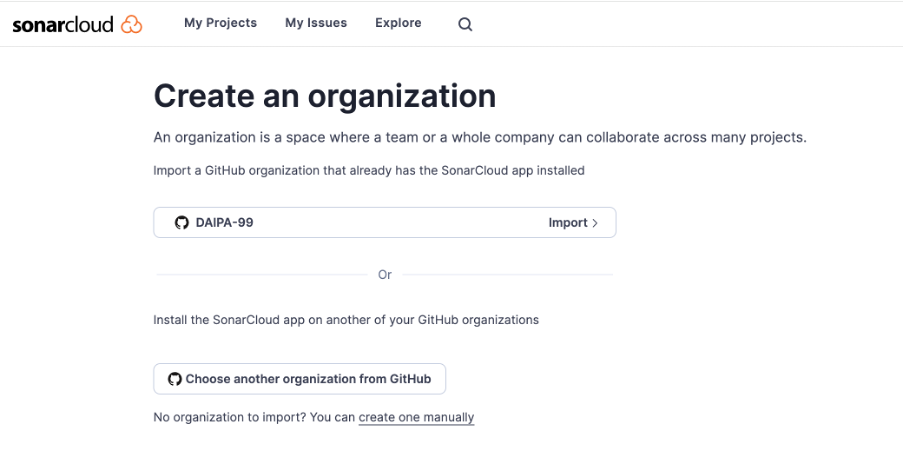 sonarcloud
My Projects My Issues Explore
Create an organization
An organization is a space where a team or a whole company can collaborate across many projects.
Import a GitHub organization that already has the SonarCloud app installed
DAIPA-99 Import >
Or
Install the SonarCloud app on another of your GitHub organizations
Choose another organization from GitHub
No organization to import? You can create one manually